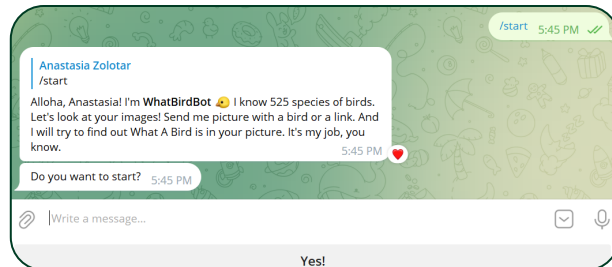 /start 5:45 PM
Anastasia Zolotar
/start
Alloha, Anastasia! I'm WhatBirdBot 🐤 I know 525 species of birds.
Let's look at your images! Send me picture with a bird or a link. And
I will try to find out What A Bird is in your picture. It's my job, you
know.
5:45 PM
Do you want to start? 5:45 PM
Write a message...
Yes!